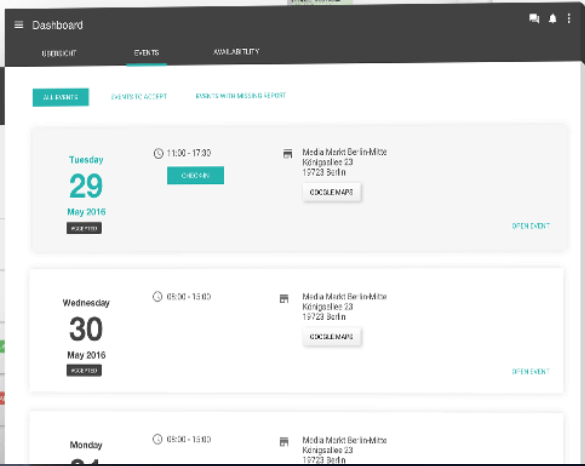 Dashboard
UBERSICHT EVENTS AVAILABILITY
ALL EVENTS EVENTS TO ACCEPT EVENTS WITH MISSING REPORT
Tuesday
29
May 2016
ACCEPTED
11:00 - 17:30
CHECK-IN
Media Markt Berlin-Mitte
Königsallee 23
19723 Berlin
GOOGLE MAPS
OPEN EVENT
Wednesday
30
May 2016
ACCEPTED
08:00 - 15:00
Media Markt Berlin-Mitte
Königsallee 23
19723 Berlin
GOOGLE MAPS
OPEN EVENT
Monday
08:00 - 15:00
Media Markt Berlin-Mitte
Königsallee 23
19723 Berlin